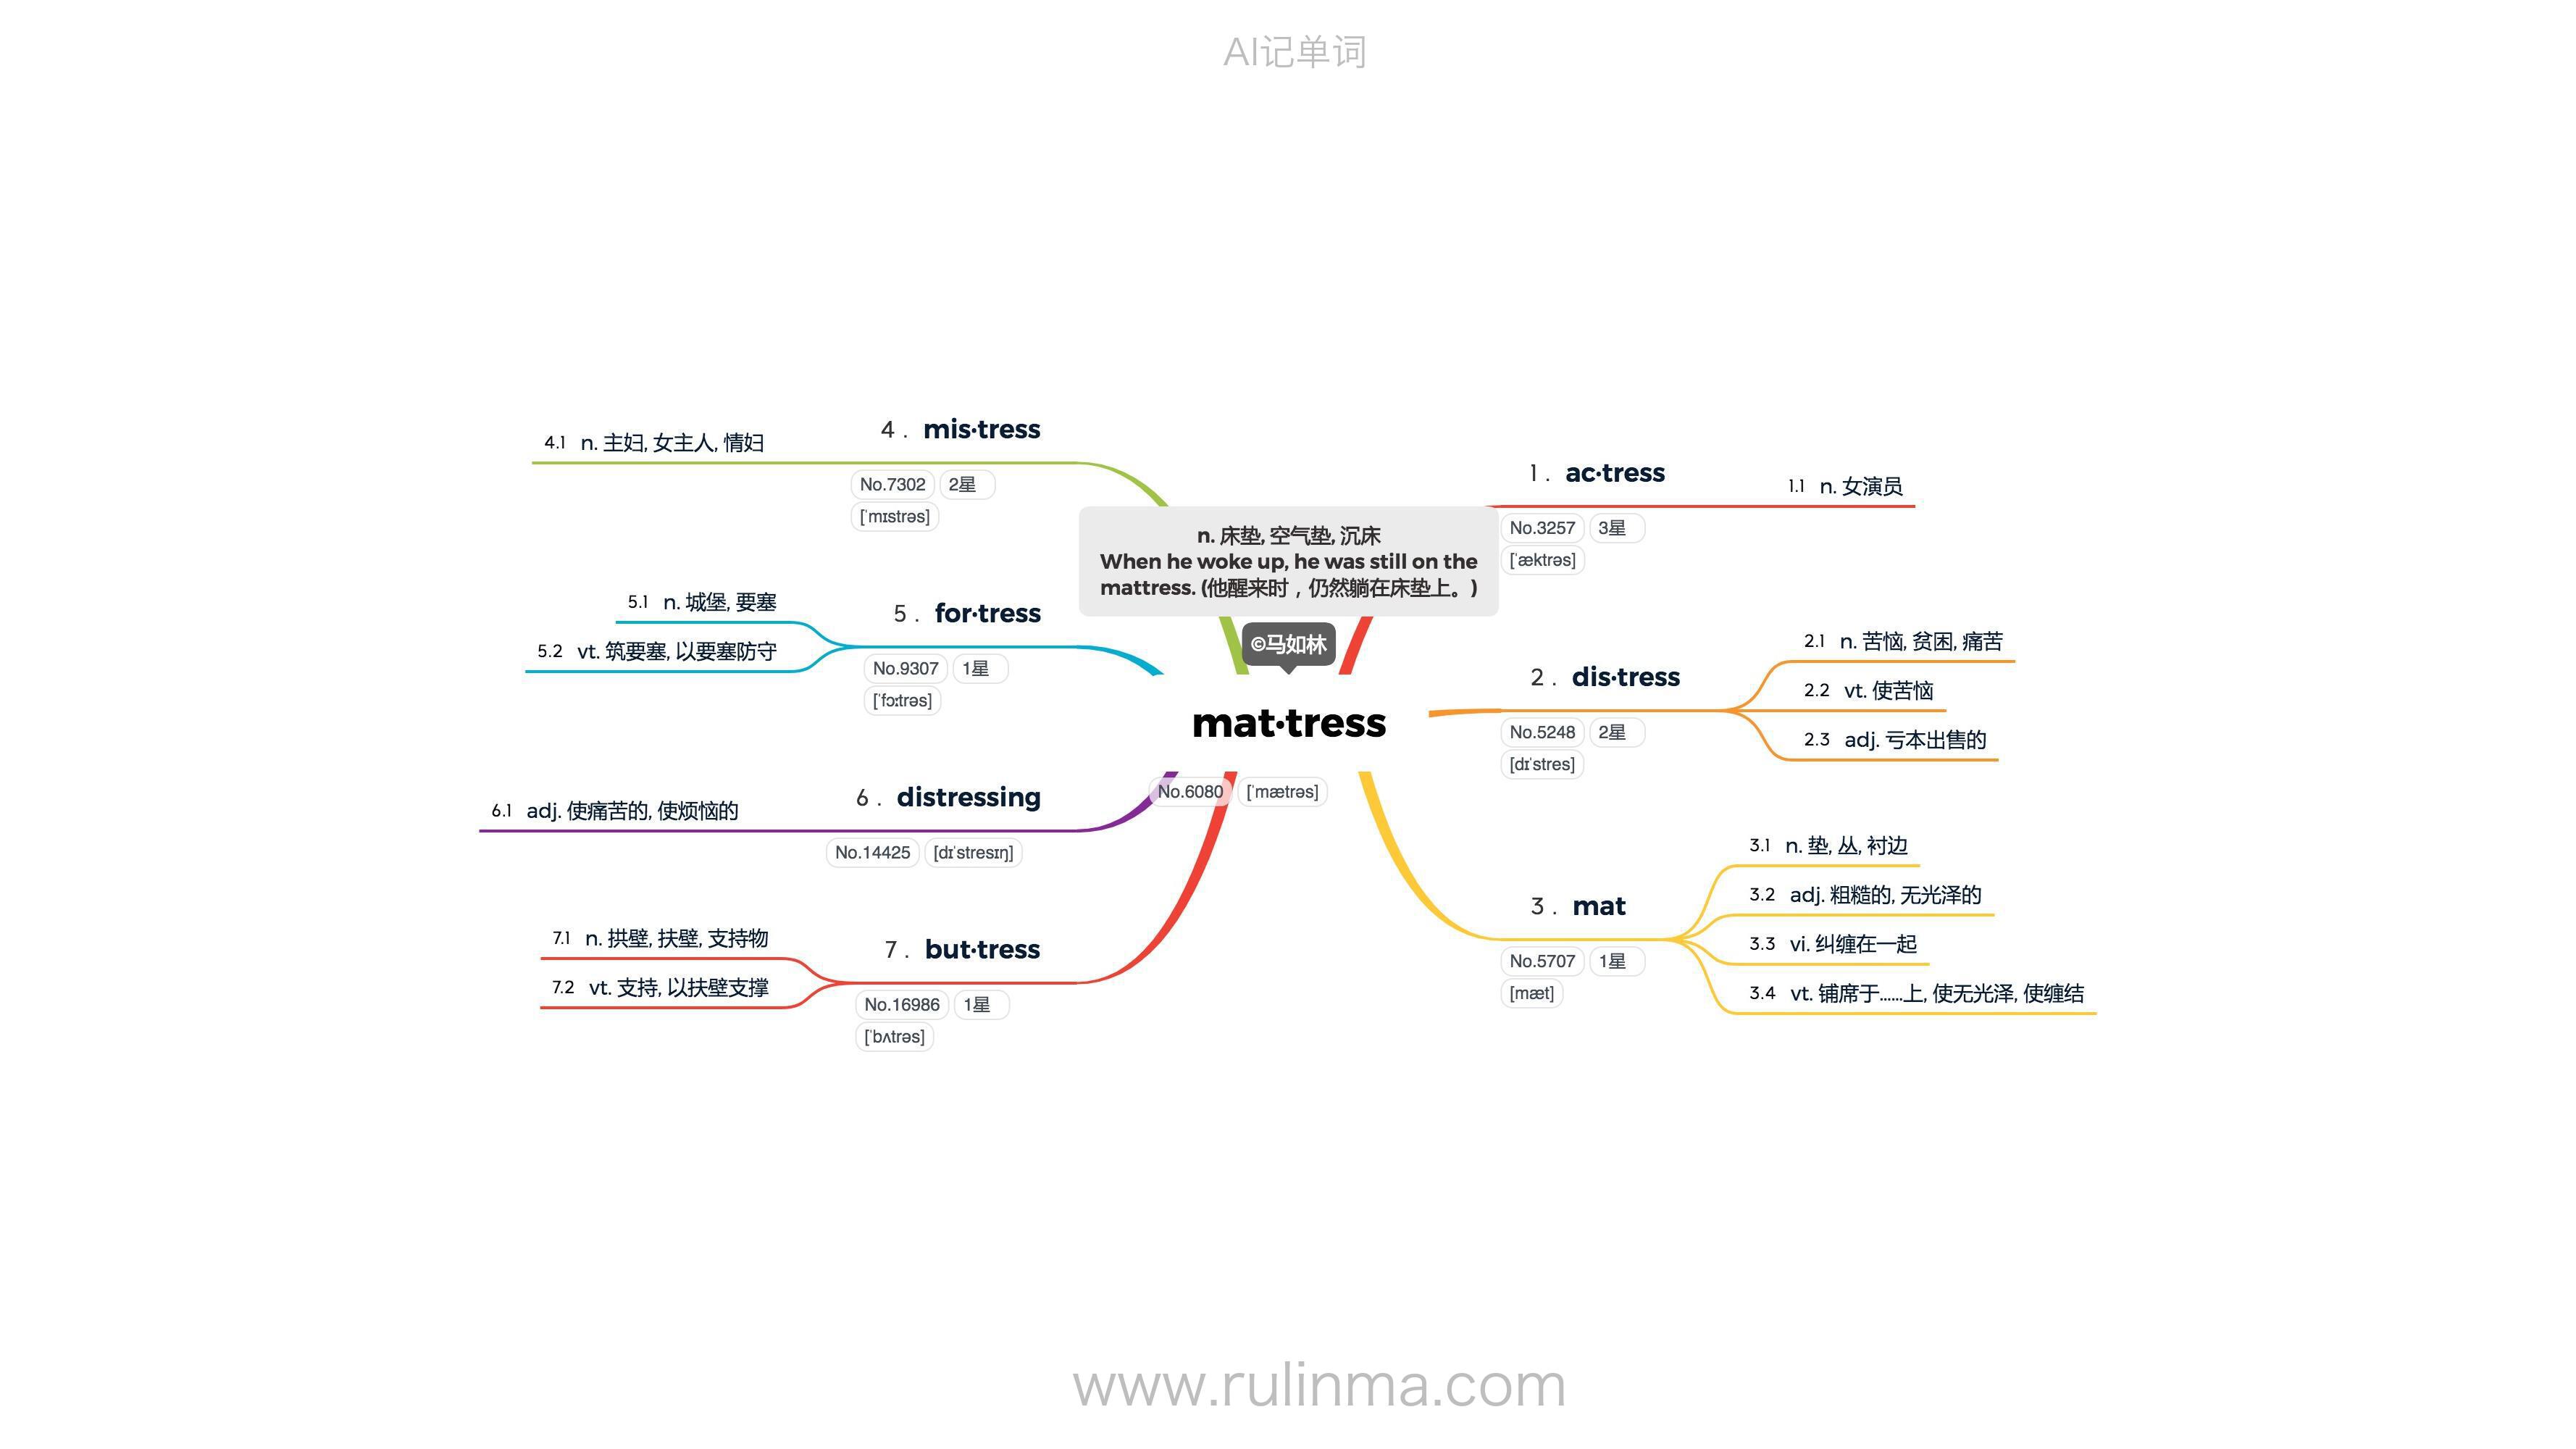 AI记单词
n. 床垫, 空气垫, 沉床
When he woke up, he was still on the
mattress. (他醒来时，仍然躺在床垫上。)
©马如林
mat·tress
No.6080 [ˈmætrəs]
1. ac·tress
No.3257 3星
[ˈæktrəs]
1.1 n. 女演员
2. dis·tress
No.5248 2星
[dɪˈstres]
2.1 n. 苦恼, 贫困, 痛苦
2.2 vt. 使苦恼
2.3 adj. 亏本出售的
3. mat
No.5707 1星
[mæt]
3.1 n. 垫, 丛, 衬边
3.2 adj. 粗糙的, 无光泽的
3.3 vi. 纠缠在一起
3.4 vt. 铺席于......上, 使无光泽, 使缠结
4. mis·tress
No.7302 2星
[ˈmɪstrəs]
4.1 n. 主妇, 女主人, 情妇
5. for·tress
No.9307 1星
[ˈfɔːtrəs]
5.1 n. 城堡, 要塞
5.2 vt. 筑要塞, 以要塞防守
6. distressing
No.14425 [dɪˈstresɪŋ]
6.1 adj. 使痛苦的, 使烦恼的
7. but·tress
No.16986 1星
[ˈbʌtrəs]
7.1 n. 拱壁, 扶壁, 支持物
7.2 vt. 支持, 以扶壁支撑
www.rulinma.com